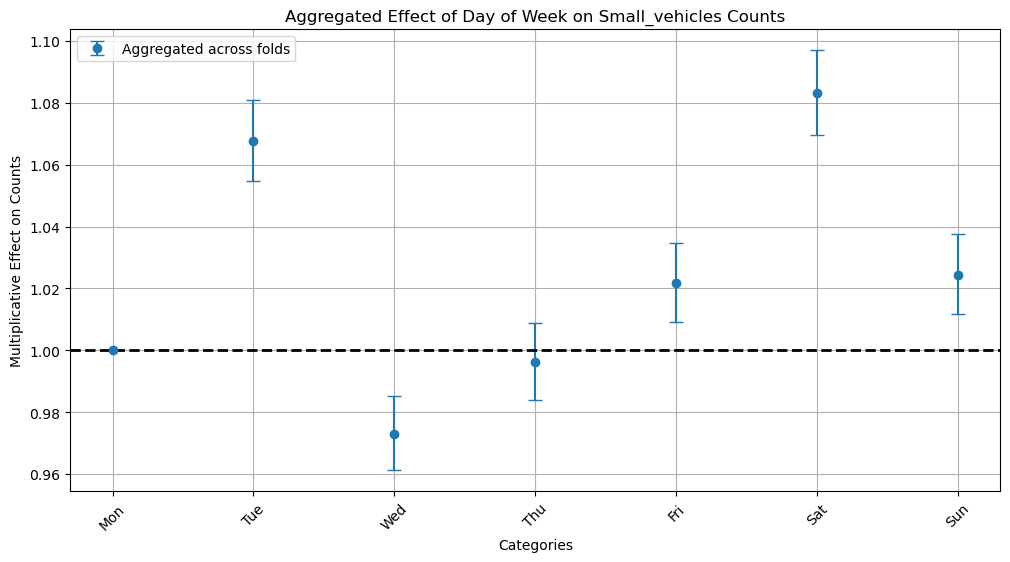 Aggregated Effect of Day of Week on Small_vehicles Counts
Aggregated across folds
Multiplicative Effect on Counts
1.10
1.08
1.06
1.04
1.02
1.00
0.98
0.96
Mon
Tue
Wed
Thu
Fri
Sat
Sun
Categories